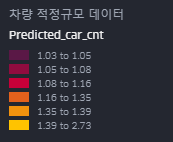 차량 적정규모 데이터
Predicted_car_cnt
1.03 to 1.05
1.05 to 1.08
1.08 to 1.16
1.16 to 1.35
1.35 to 1.39
1.39 to 2.73